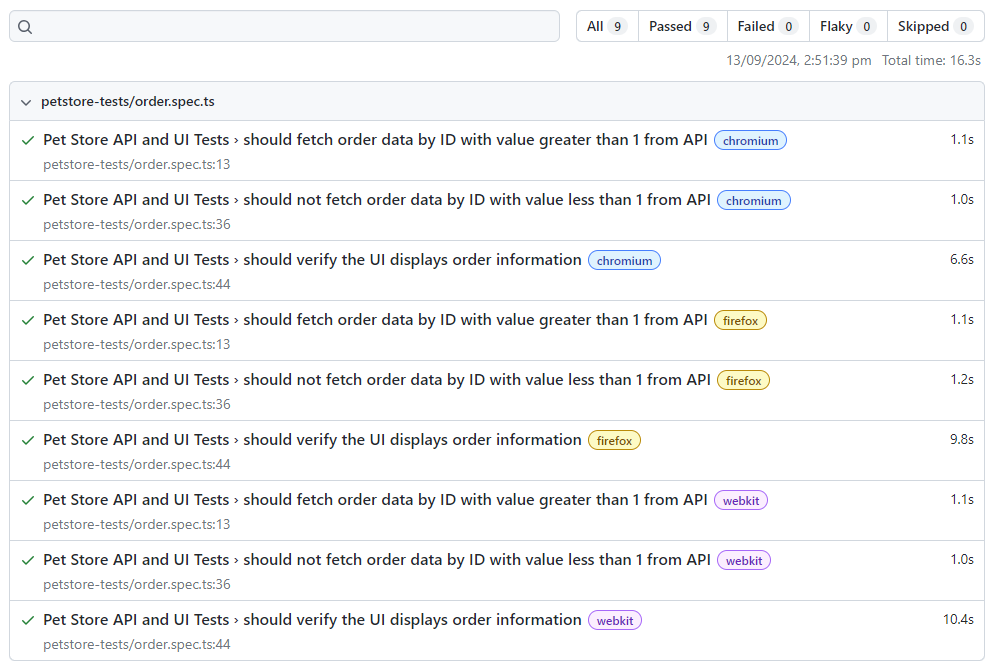 All 9 Passed 9 Failed 0 Flaky 0 Skipped 0
13/09/2024, 2:51:39 pm Total time: 16.3s
petstore-tests/order.spec.ts
Pet Store API and UI Tests › should fetch order data by ID with value greater than 1 from API chromium 1.1s
petstore-tests/order.spec.ts:13
Pet Store API and UI Tests › should not fetch order data by ID with value less than 1 from API chromium 1.0s
petstore-tests/order.spec.ts:36
Pet Store API and UI Tests › should verify the UI displays order information chromium 6.6s
petstore-tests/order.spec.ts:44
Pet Store API and UI Tests › should fetch order data by ID with value greater than 1 from API firefox 1.1s
petstore-tests/order.spec.ts:13
Pet Store API and UI Tests › should not fetch order data by ID with value less than 1 from API firefox 1.2s
petstore-tests/order.spec.ts:36
Pet Store API and UI Tests › should verify the UI displays order information firefox 9.8s
petstore-tests/order.spec.ts:44
Pet Store API and UI Tests › should fetch order data by ID with value greater than 1 from API webkit 1.1s
petstore-tests/order.spec.ts:13
Pet Store API and UI Tests › should not fetch order data by ID with value less than 1 from API webkit 1.0s
petstore-tests/order.spec.ts:36
Pet Store API and UI Tests › should verify the UI displays order information webkit 10.4s
petstore-tests/order.spec.ts:44